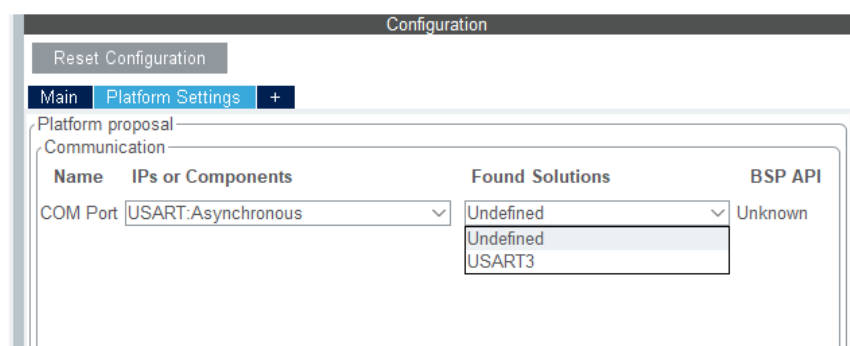 Configuration
Reset Configuration
Main Platform Settings +
Platform proposal
Communication
Name IPs or Components Found Solutions BSP API
COM Port USART:Asynchronous Undefined Unknown
Undefined
USART3